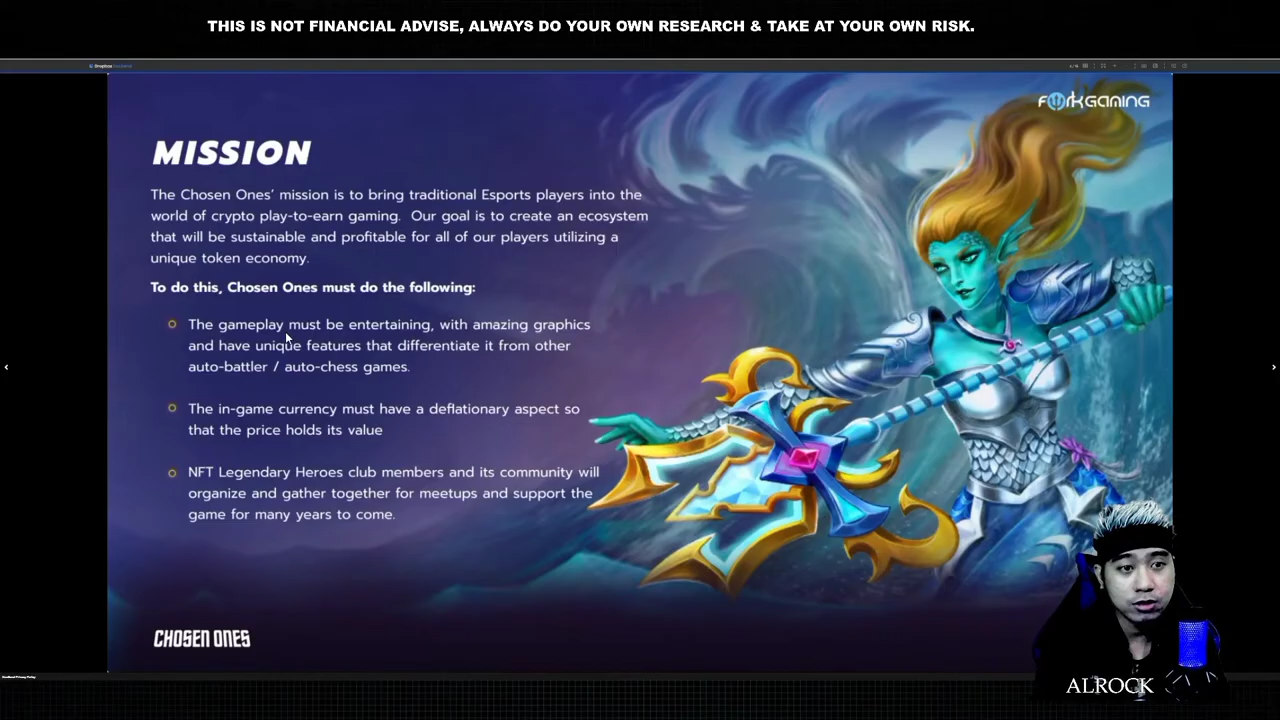 THIS IS NOT FINANCIAL ADVISE, ALWAYS DO YOUR OWN RESEARCH & TAKE AT YOUR OWN RISK.
Dropbox
FWRKGAMING
MISSION
The Chosen Ones' mission is to bring traditional Esports players into the
world of crypto play-to-earn gaming. Our goal is to create an ecosystem
that will be sustainable and profitable for all of our players utilizing a
unique token economy.
To do this, Chosen Ones must do the following:
The gameplay must be entertaining, with amazing graphics
and have unique features that differentiate it from other
auto-battler / auto-chess games.
The in-game currency must have a deflationary aspect so
that the price holds its value
NFT Legendary Heroes club members and its community will
organize and gather together for meetups and support the
game for many years to come.
CHOSEN ONES
ALROCK